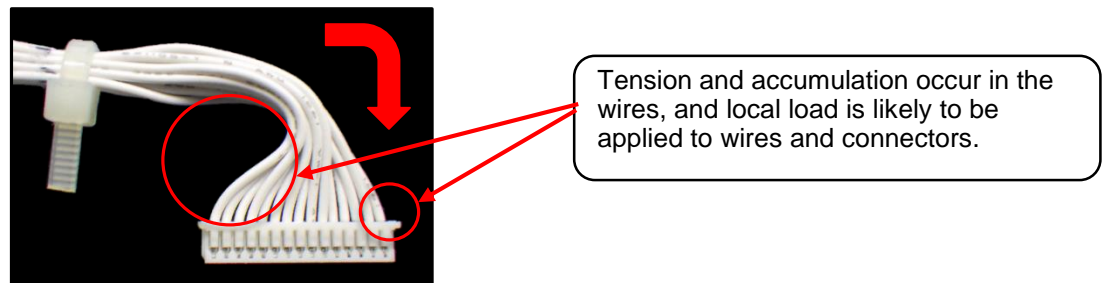 Tension and accumulation occur in the
wires, and local load is likely to be
applied to wires and connectors.